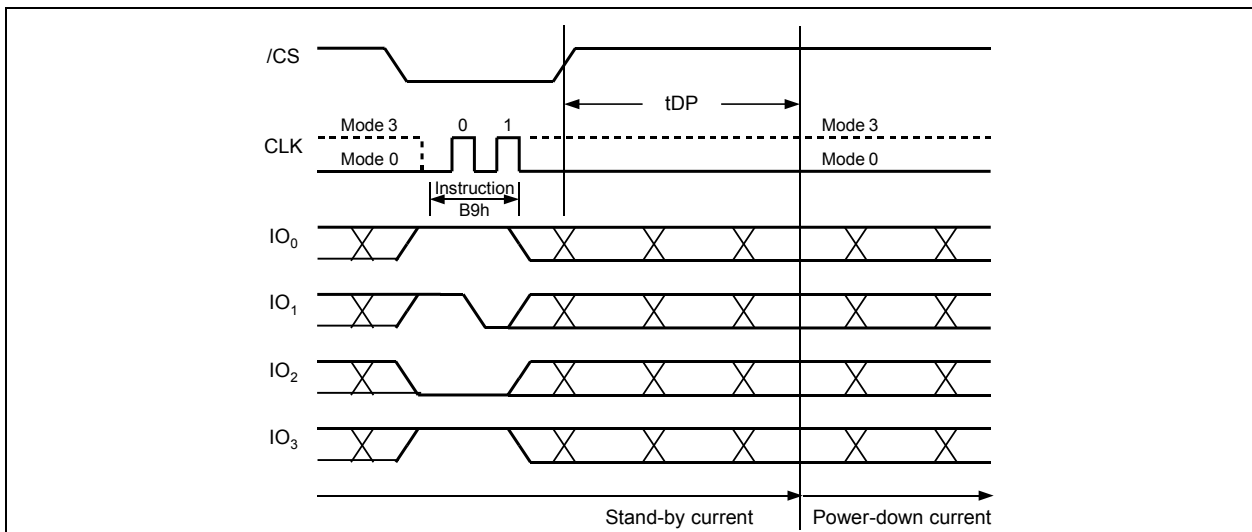 /CS
tDP
Mode 3 0 1 Mode 3
CLK
Mode 0 Mode 0
Instruction
B9h
IO0
IO1
IO2
IO3
Stand-by current Power-down current